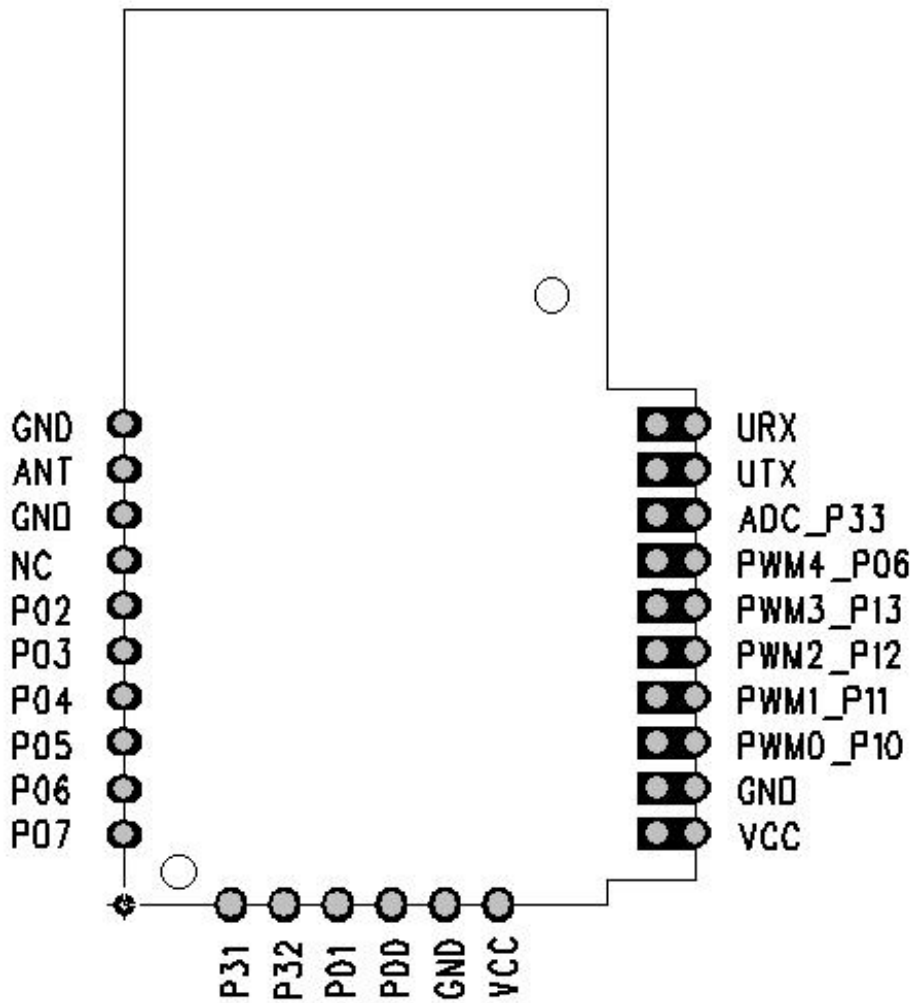 GND
ANT
GND
NC
P02
P03
P04
P05
P06
P07
URX
UTX
ADC_P33
PWM4_P06
PWM3_P13
PWM2_P12
PWM1_P11
PWM0_P10
GND
VCC
P31
P32
P01
P00
GND
VCC